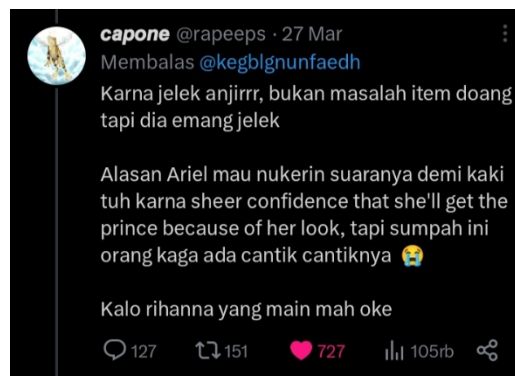 capone @rapeeps · 27 Mar
Membalas @kegblgnunfaedh
Karna jelek anjirrr, bukan masalah item doang
tapi dia emang jelek
Alasan Ariel mau nukerin suaranya demi kaki
tuh karna sheer confidence that she'll get the
prince because of her look, tapi sumpah ini
orang kaga ada cantik cantiknya 😭
Kalo rihanna yang main mah oke
127 151 727 105rb